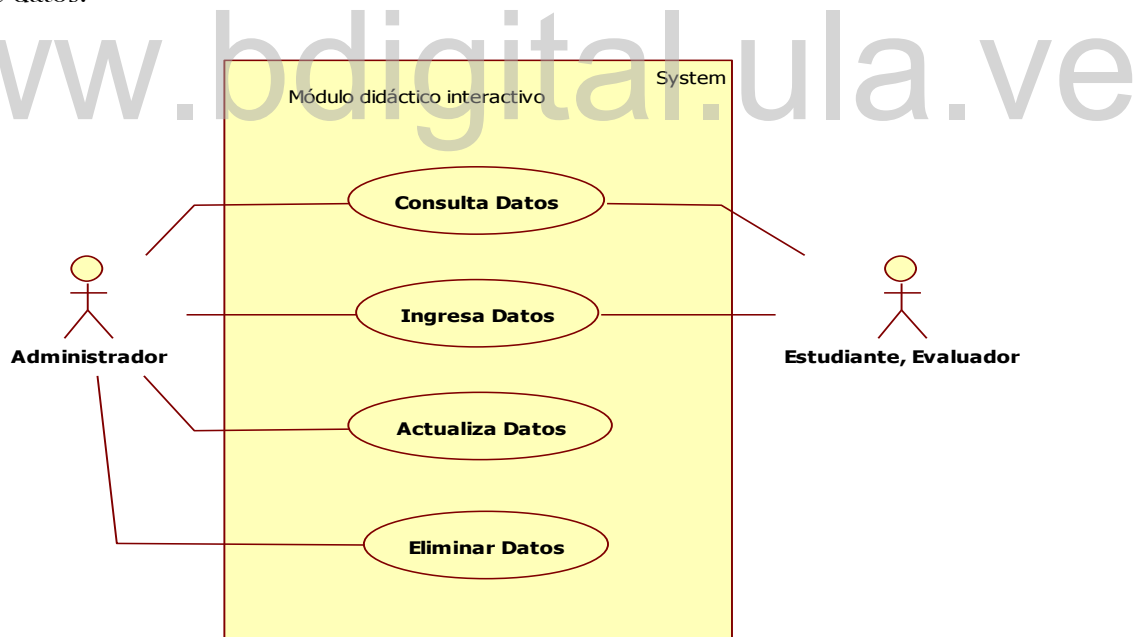 datos.
www.bdigital.ula.ve
System
Módulo didáctico interactivo
Consulta Datos
Ingresa Datos
Administrador
Estudiante, Evaluador
Actualiza Datos
Eliminar Datos